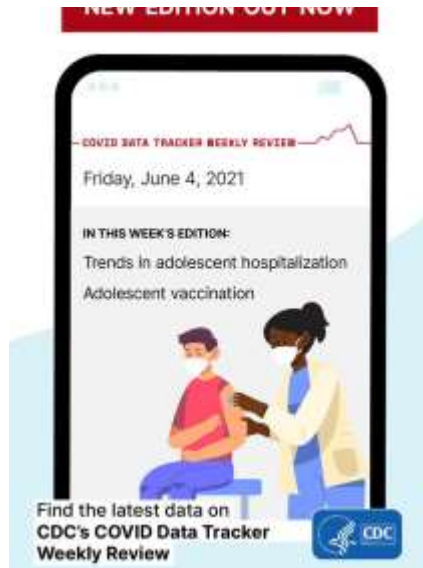 NEW EDITION OUT NOW
COVID DATA TRACKER WEEKLY REVIEW
Friday, June 4, 2021
IN THIS WEEK'S EDITION:
Trends in adolescent hospitalization
Adolescent vaccination
Find the latest data on
CDC's COVID Data Tracker
Weekly Review
CDC